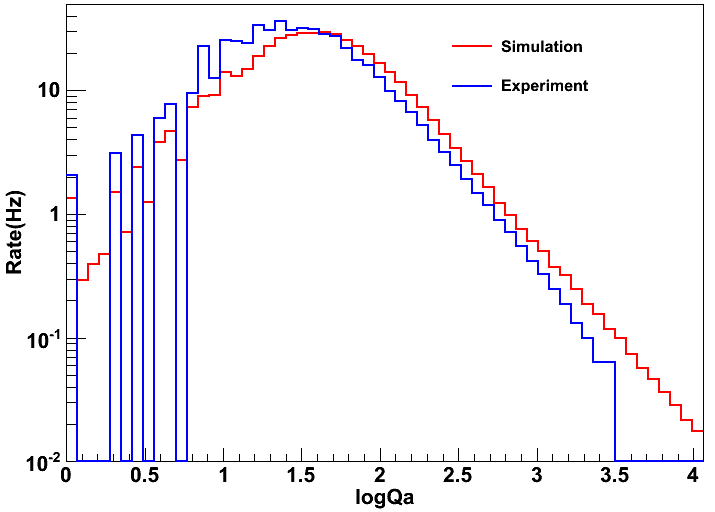 Simulation
Experiment
Rate(Hz)
10
1
10^-1
10^-2
0 0.5 1 1.5 2 2.5 3 3.5 4
logQa